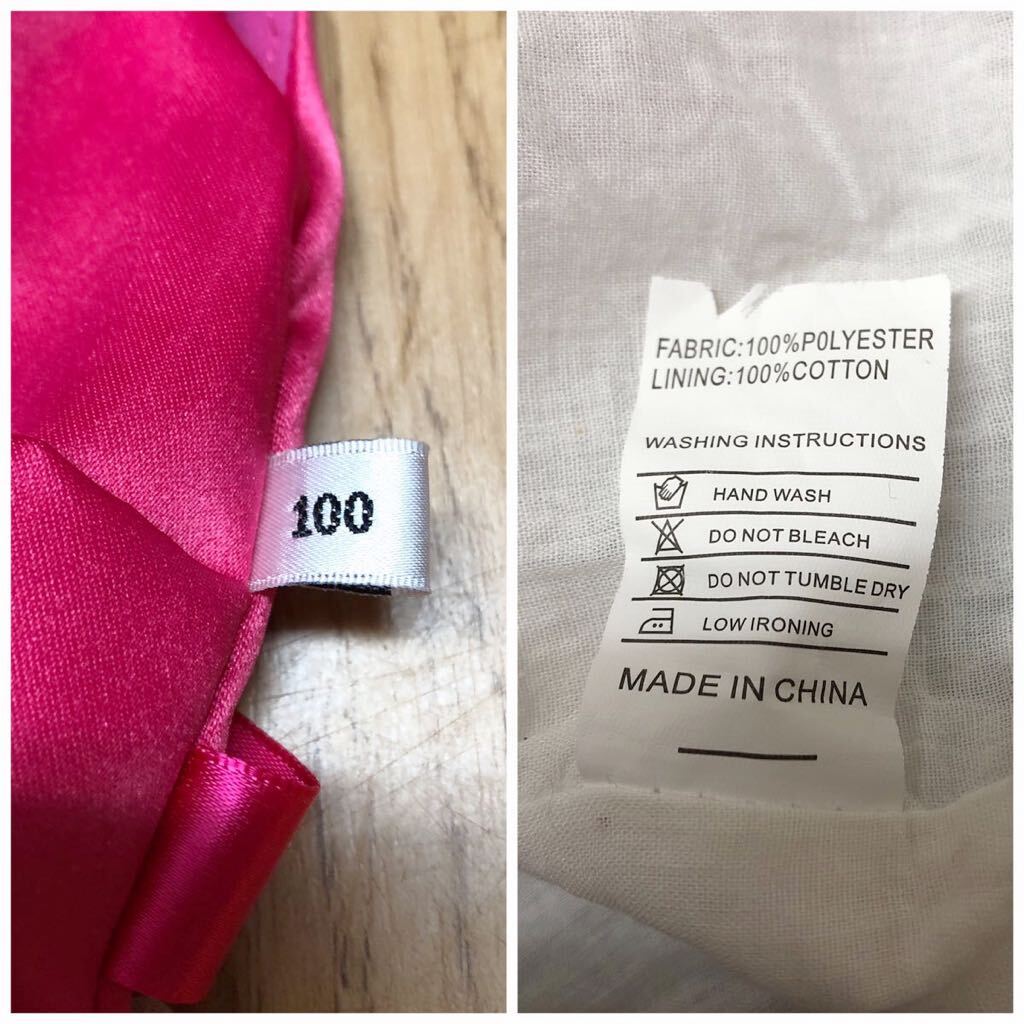 100
FABRIC:100%POLYESTER
LINING:100%COTTON
WASHING INSTRUCTIONS
HAND WASH
DO NOT BLEACH
DO NOT TUMBLE DRY
LOW IRONING
MADE IN CHINA